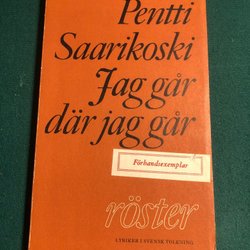 Pentti
Saarikoski
Jag går
där jag går
Förhandsexemplar
röster
LYRIKER I SVENSK TOLKNING